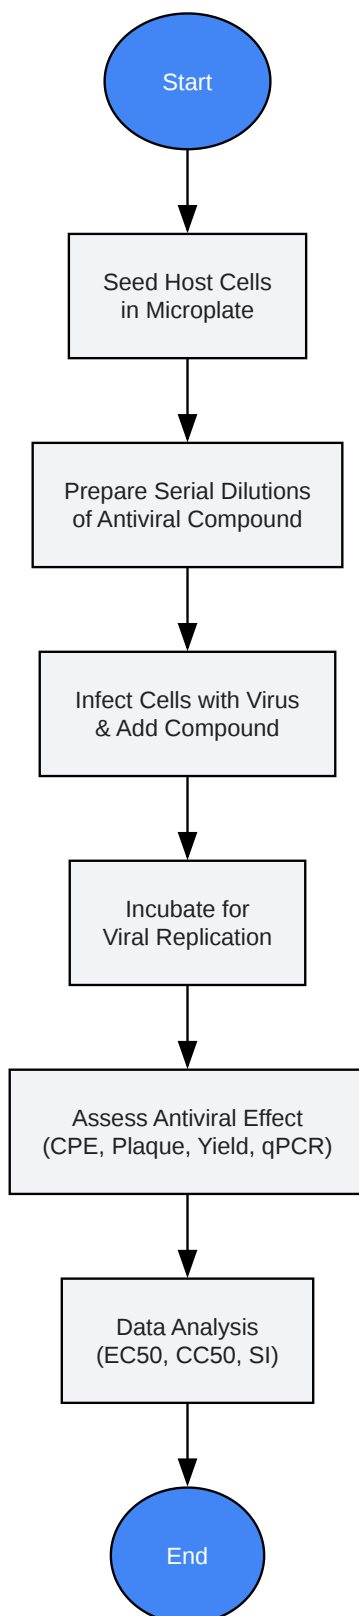 Start
Seed Host Cells
in Microplate
Prepare Serial Dilutions
of Antiviral Compound
Infect Cells with Virus
& Add Compound
Incubate for
Viral Replication
Assess Antiviral Effect
(CPE, Plaque, Yield, qPCR)
Data Analysis
(EC50, CC50, SI)
End